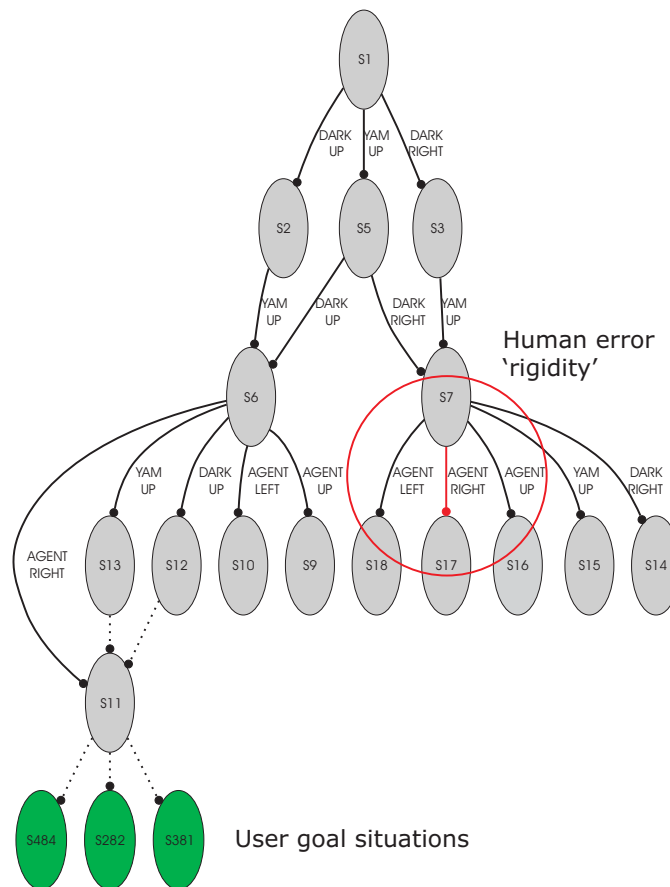 S1
DARK
UP
YAM
UP
DARK
RIGHT
S2
S5
S3
YAM
UP
DARK
UP
DARK
RIGHT
YAM
UP
Human error
‘rigidity’
S6
S7
YAM
UP
DARK
UP
AGENT
LEFT
AGENT
UP
AGENT
LEFT
AGENT
RIGHT
AGENT
UP
YAM
UP
DARK
RIGHT
AGENT
RIGHT
S13
S12
S10
S9
S18
S17
S16
S15
S14
S11
S484
S282
S381
User goal situations